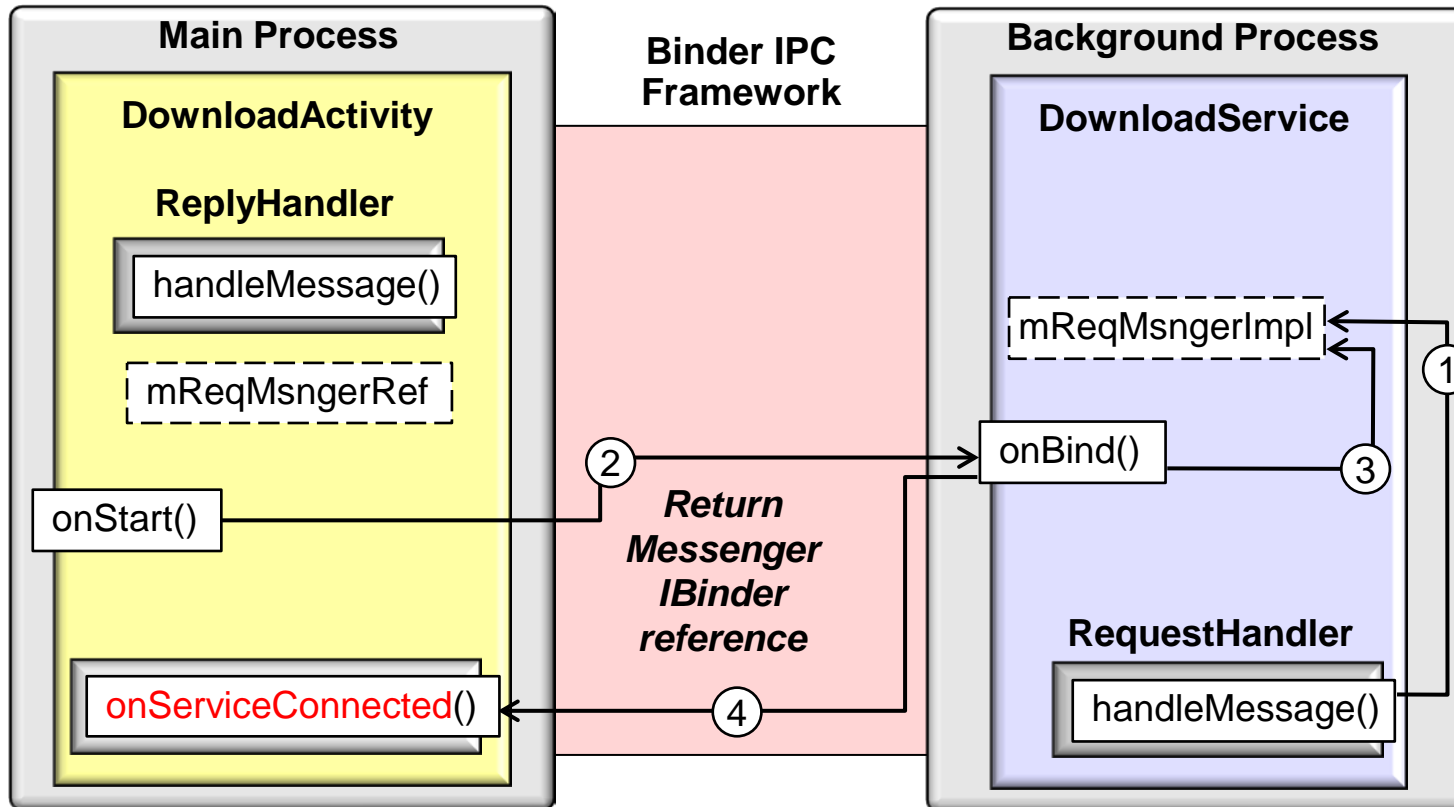 Main Process
DownloadActivity
ReplyHandler
handleMessage()
mReqMsngerRef
onStart()
onServiceConnected()
Binder IPC
Framework
2
Return
Messenger
IBinder
reference
4
Background Process
DownloadService
mReqMsngerImpl
1
onBind()
3
RequestHandler
handleMessage()